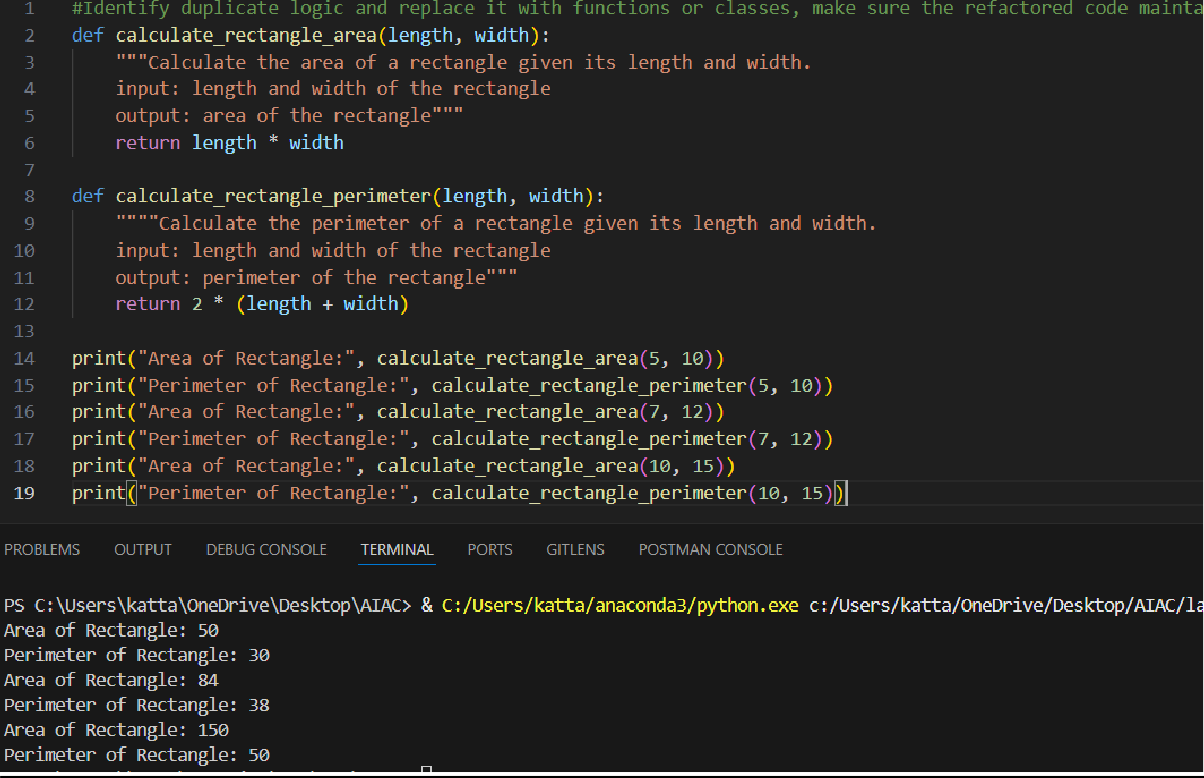 1 #Identify duplicate logic and replace it with functions or classes, make sure the refactored code mainta
2 def calculate_rectangle_area(length, width):
3 """Calculate the area of a rectangle given its length and width.
4 input: length and width of the rectangle
5 output: area of the rectangle"""
6 return length * width
7
8 def calculate_rectangle_perimeter(length, width):
9 """"Calculate the perimeter of a rectangle given its length and width.
10 input: length and width of the rectangle
11 output: perimeter of the rectangle"""
12 return 2 * (length + width)
13
14 print("Area of Rectangle:", calculate_rectangle_area(5, 10))
15 print("Perimeter of Rectangle:", calculate_rectangle_perimeter(5, 10))
16 print("Area of Rectangle:", calculate_rectangle_area(7, 12))
17 print("Perimeter of Rectangle:", calculate_rectangle_perimeter(7, 12))
18 print("Area of Rectangle:", calculate_rectangle_area(10, 15))
19 print("Perimeter of Rectangle:", calculate_rectangle_perimeter(10, 15))
PROBLEMS OUTPUT DEBUG CONSOLE TERMINAL PORTS GITLENS POSTMAN CONSOLE
PS C:\Users\katta\OneDrive\Desktop\AIAC> & C:/Users/katta/anaconda3/python.exe c:/Users/katta/OneDrive/Desktop/AIAC/la
Area of Rectangle: 50
Perimeter of Rectangle: 30
Area of Rectangle: 84
Perimeter of Rectangle: 38
Area of Rectangle: 150
Perimeter of Rectangle: 50